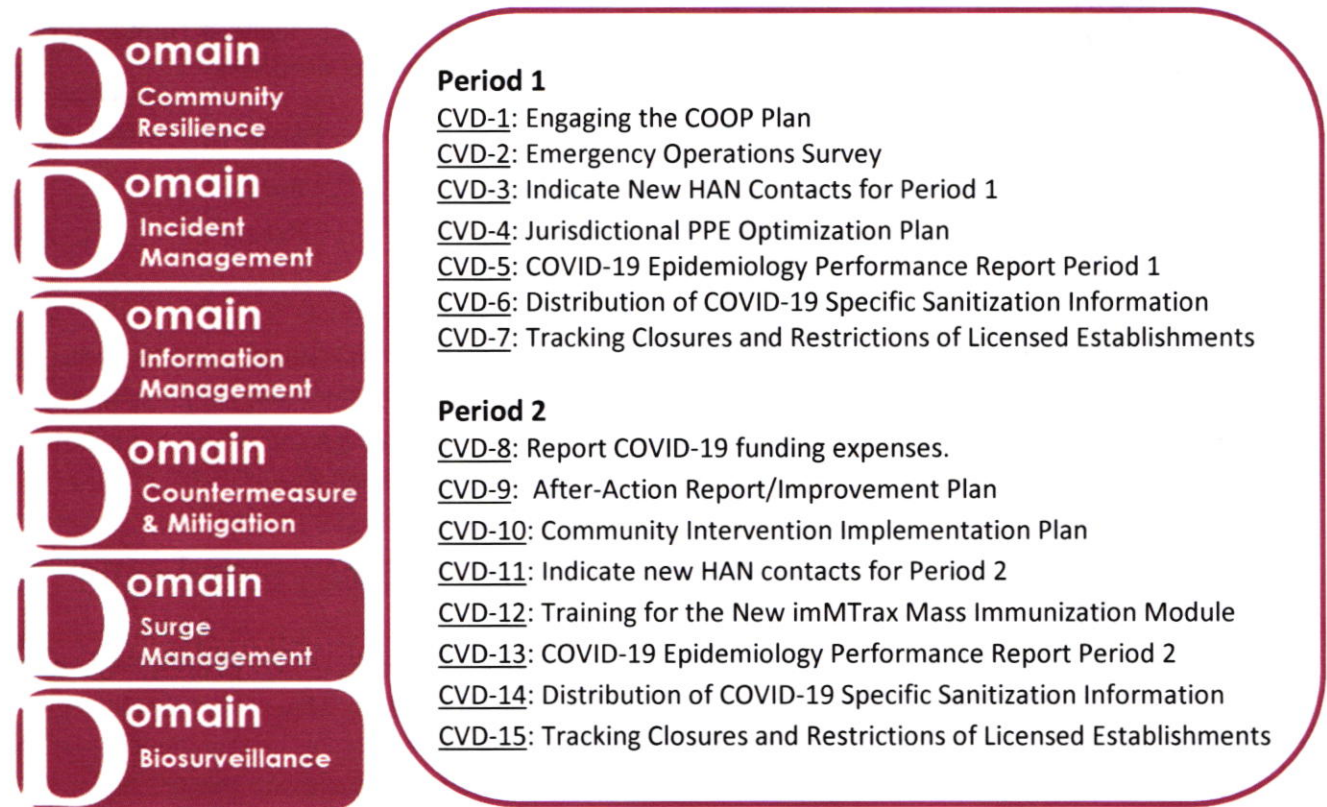 Domain
Community
Resilience
Domain
Incident
Management
Domain
Information
Management
Domain
Countermeasure
& Mitigation
Domain
Surge
Management
Domain
Biosurveillance
Period 1
CVD-1: Engaging the COOP Plan
CVD-2: Emergency Operations Survey
CVD-3: Indicate New HAN Contacts for Period 1
CVD-4: Jurisdictional PPE Optimization Plan
CVD-5: COVID-19 Epidemiology Performance Report Period 1
CVD-6: Distribution of COVID-19 Specific Sanitization Information
CVD-7: Tracking Closures and Restrictions of Licensed Establishments
Period 2
CVD-8: Report COVID-19 funding expenses.
CVD-9:  After-Action Report/Improvement Plan
CVD-10: Community Intervention Implementation Plan
CVD-11: Indicate new HAN contacts for Period 2
CVD-12: Training for the New imMTrax Mass Immunization Module
CVD-13: COVID-19 Epidemiology Performance Report Period 2
CVD-14: Distribution of COVID-19 Specific Sanitization Information
CVD-15: Tracking Closures and Restrictions of Licensed Establishments